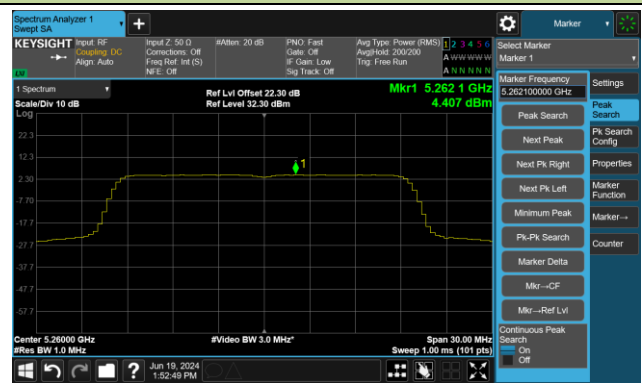 Spectrum Analyzer 1
Swept SA
Marker
KEYSIGHT
Input: RF
Coupling: DC
Align: Auto
Input Z: 50 Ω
Corrections: Off
Freq Ref: Int (S)
NFE: Off
#Atten: 20 dB
PNO: Fast
Gate: Off
IF Gain: Low
Sig Track: Off
Avg Type: Power (RMS)
Avg|Hold: 200/200
Trig: Free Run
1 2 3 4 5 6
A W W W W W
A N N N N N
LW
Select Marker
Marker 1
1 Spectrum
Scale/Div 10 dB
Log
Ref Lvl Offset 22.30 dB
Ref Level 32.30 dBm
Mkr1 5.262 1 GHz
4.407 dBm
22.3
12.3
2.30
-7.70
-17.7
-27.7
-37.7
-47.7
-57.7
1
Center 5.26000 GHz
#Res BW 1.0 MHz
#Video BW 3.0 MHz*
Span 30.00 MHz
Sweep 1.00 ms (101 pts)
Marker Frequency
5.262100000 GHz
Peak Search
Next Peak
Next Pk Right
Next Pk Left
Minimum Peak
Pk-Pk Search
Marker Delta
Mkr→CF
Mkr→Ref Lvl
Continuous Peak
Search
On
Off
Settings
Peak
Search
Pk Search
Config
Properties
Marker
Function
Marker→
Counter
Jun 19, 2024
1:52:49 PM